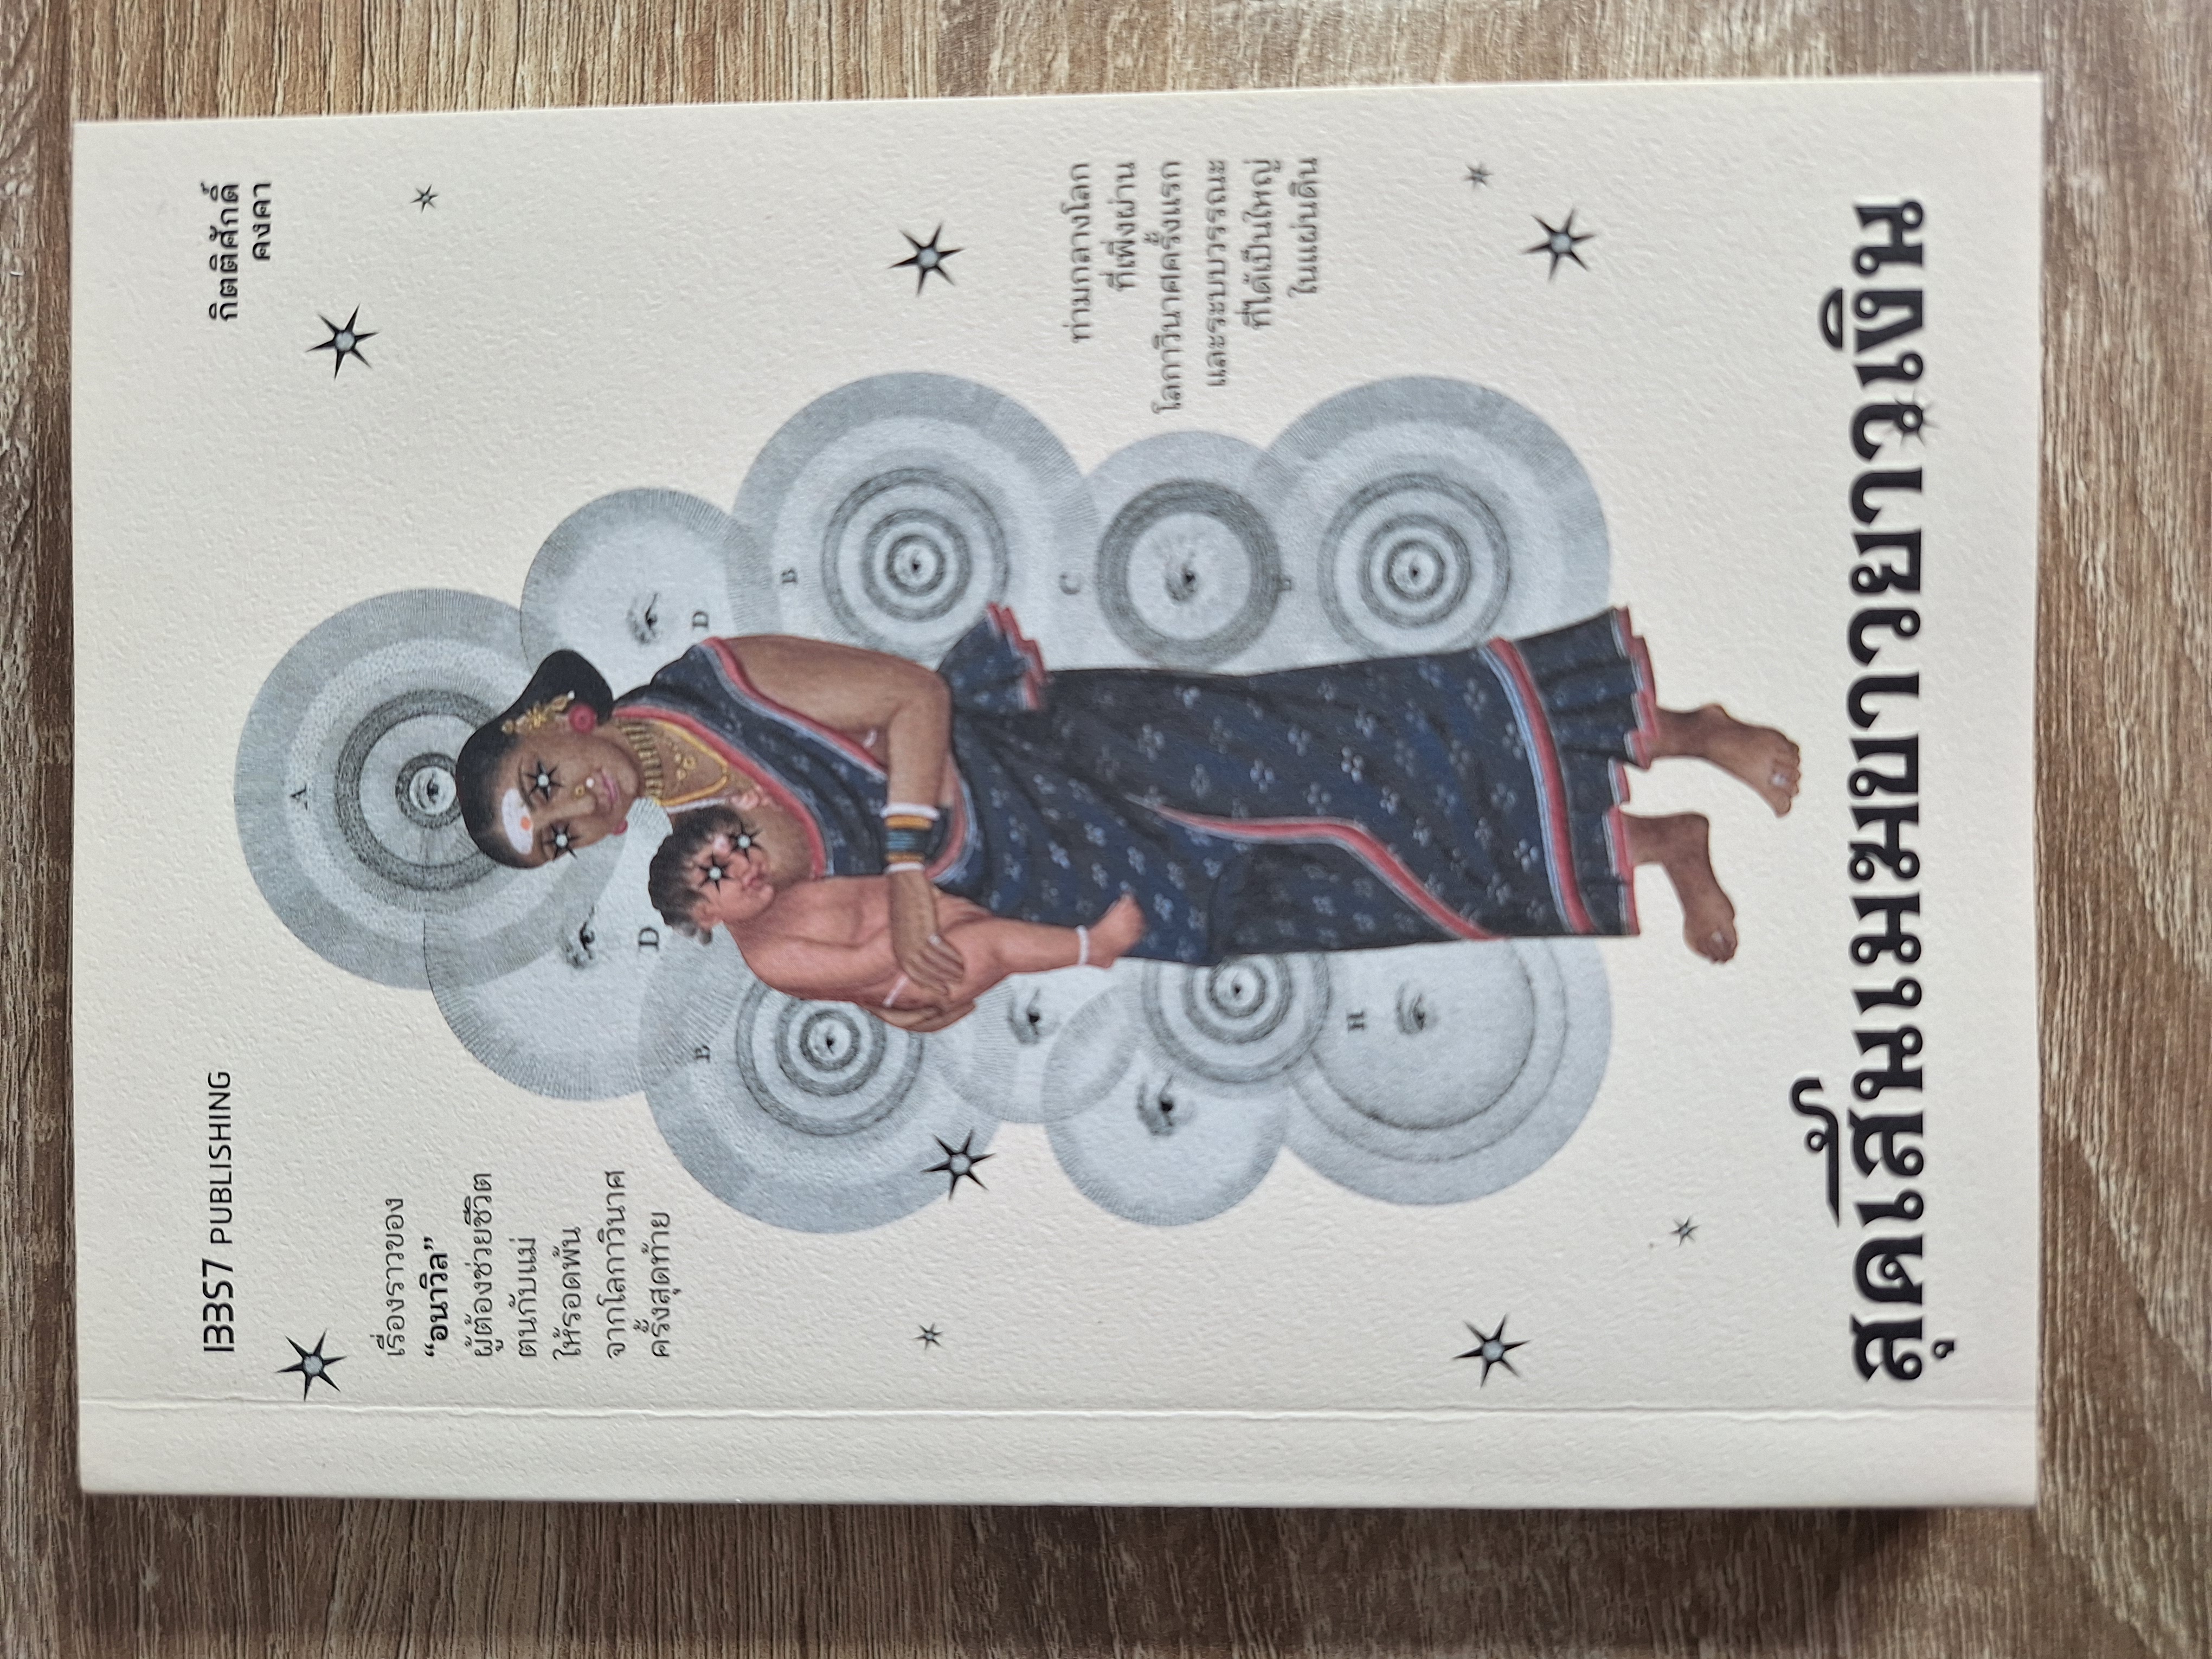 13357 PUBLISHING
กิตติศักดิ์
คงคา
เรื่องราวของ
“อนาวิล”
ผู้ต้องช่วยชีวิต
ตนกับแม่
ให้รอดพ้น
จากโลกาวินาศ
ครั้งสุดท้าย
A
D
D
B
B
C
H
ท่ามกลางโลก
ที่เพิ่งผ่าน
โลกาวินาศครั้งแรก
และระบบวรรณะ
ที่ได้เป็นใหญ่
ในแผ่นดิน
สุดเสี้นเมฆขาวยาวเงิน